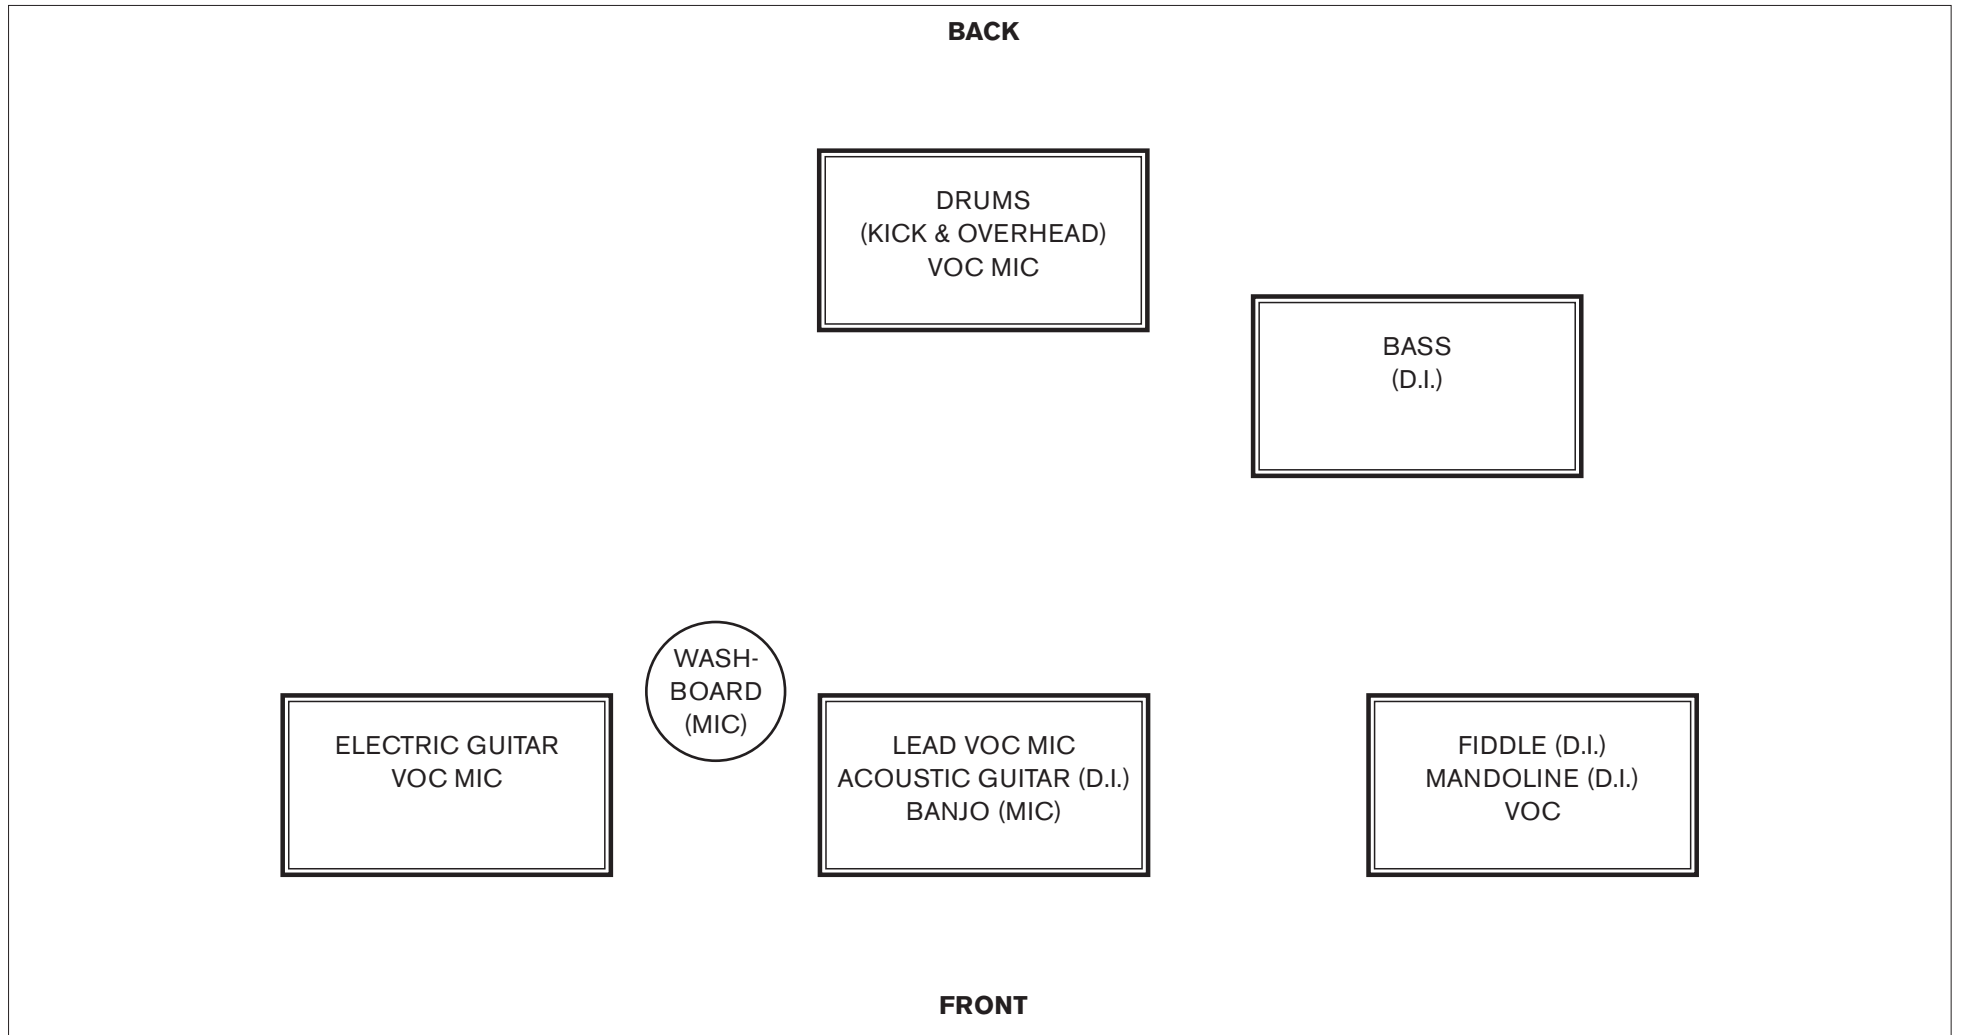 BACK
DRUMS
(KICK & OVERHEAD)
VOC MIC
BASS
(D.I.)
WASH-
BOARD
(MIC)
ELECTRIC GUITAR
VOC MIC
LEAD VOC MIC
ACOUSTIC GUITAR (D.I.)
BANJO (MIC)
FIDDLE (D.I.)
MANDOLINE (D.I.)
VOC
FRONT